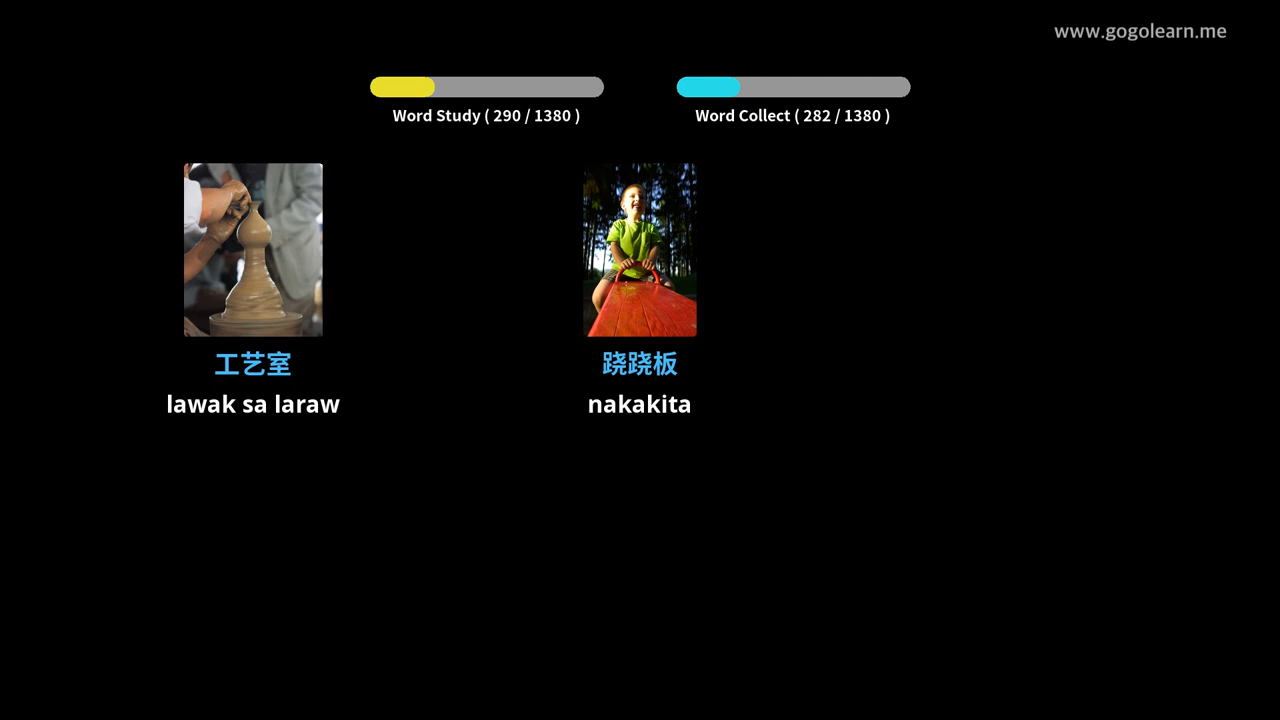 www.gogolearn.me
Word Study ( 290 / 1380 )
Word Collect ( 282 / 1380 )
工艺室
lawak sa laraw
跷跷板
nakakita